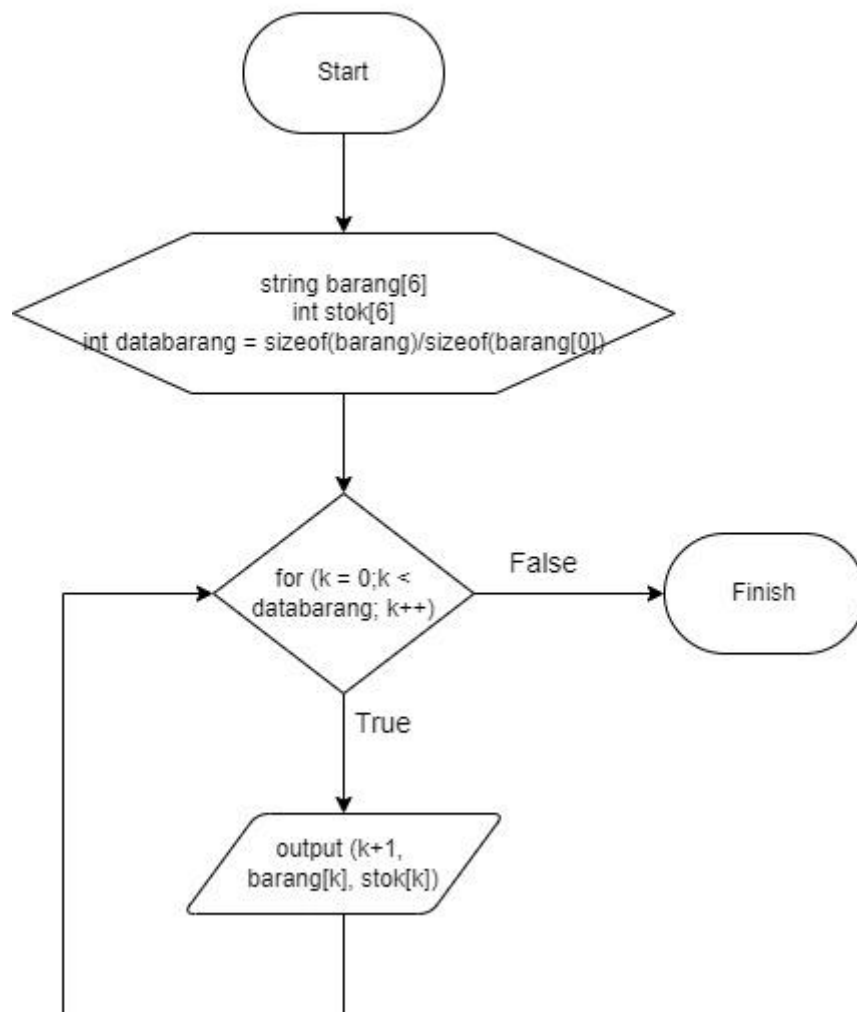 Start
string barang[6]
int stok[6]
int databarang = sizeof(barang)/sizeof(barang[0])
for (k = 0;k <
databarang; k++)
False
Finish
True
output (k+1,
barang[k], stok[k])